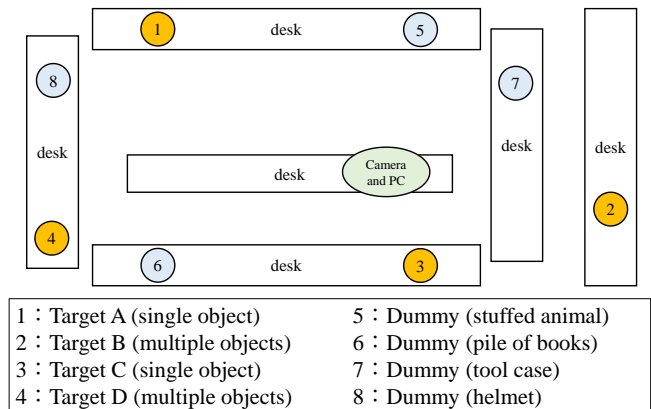 1
desk
5
8
desk
7
desk
desk
Camera
and PC
desk
2
4
6
desk
3
1：Target A (single object)
2：Target B (multiple objects)
3：Target C (single object)
4：Target D (multiple objects)
5：Dummy (stuffed animal)
6：Dummy (pile of books)
7：Dummy (tool case)
8：Dummy (helmet)